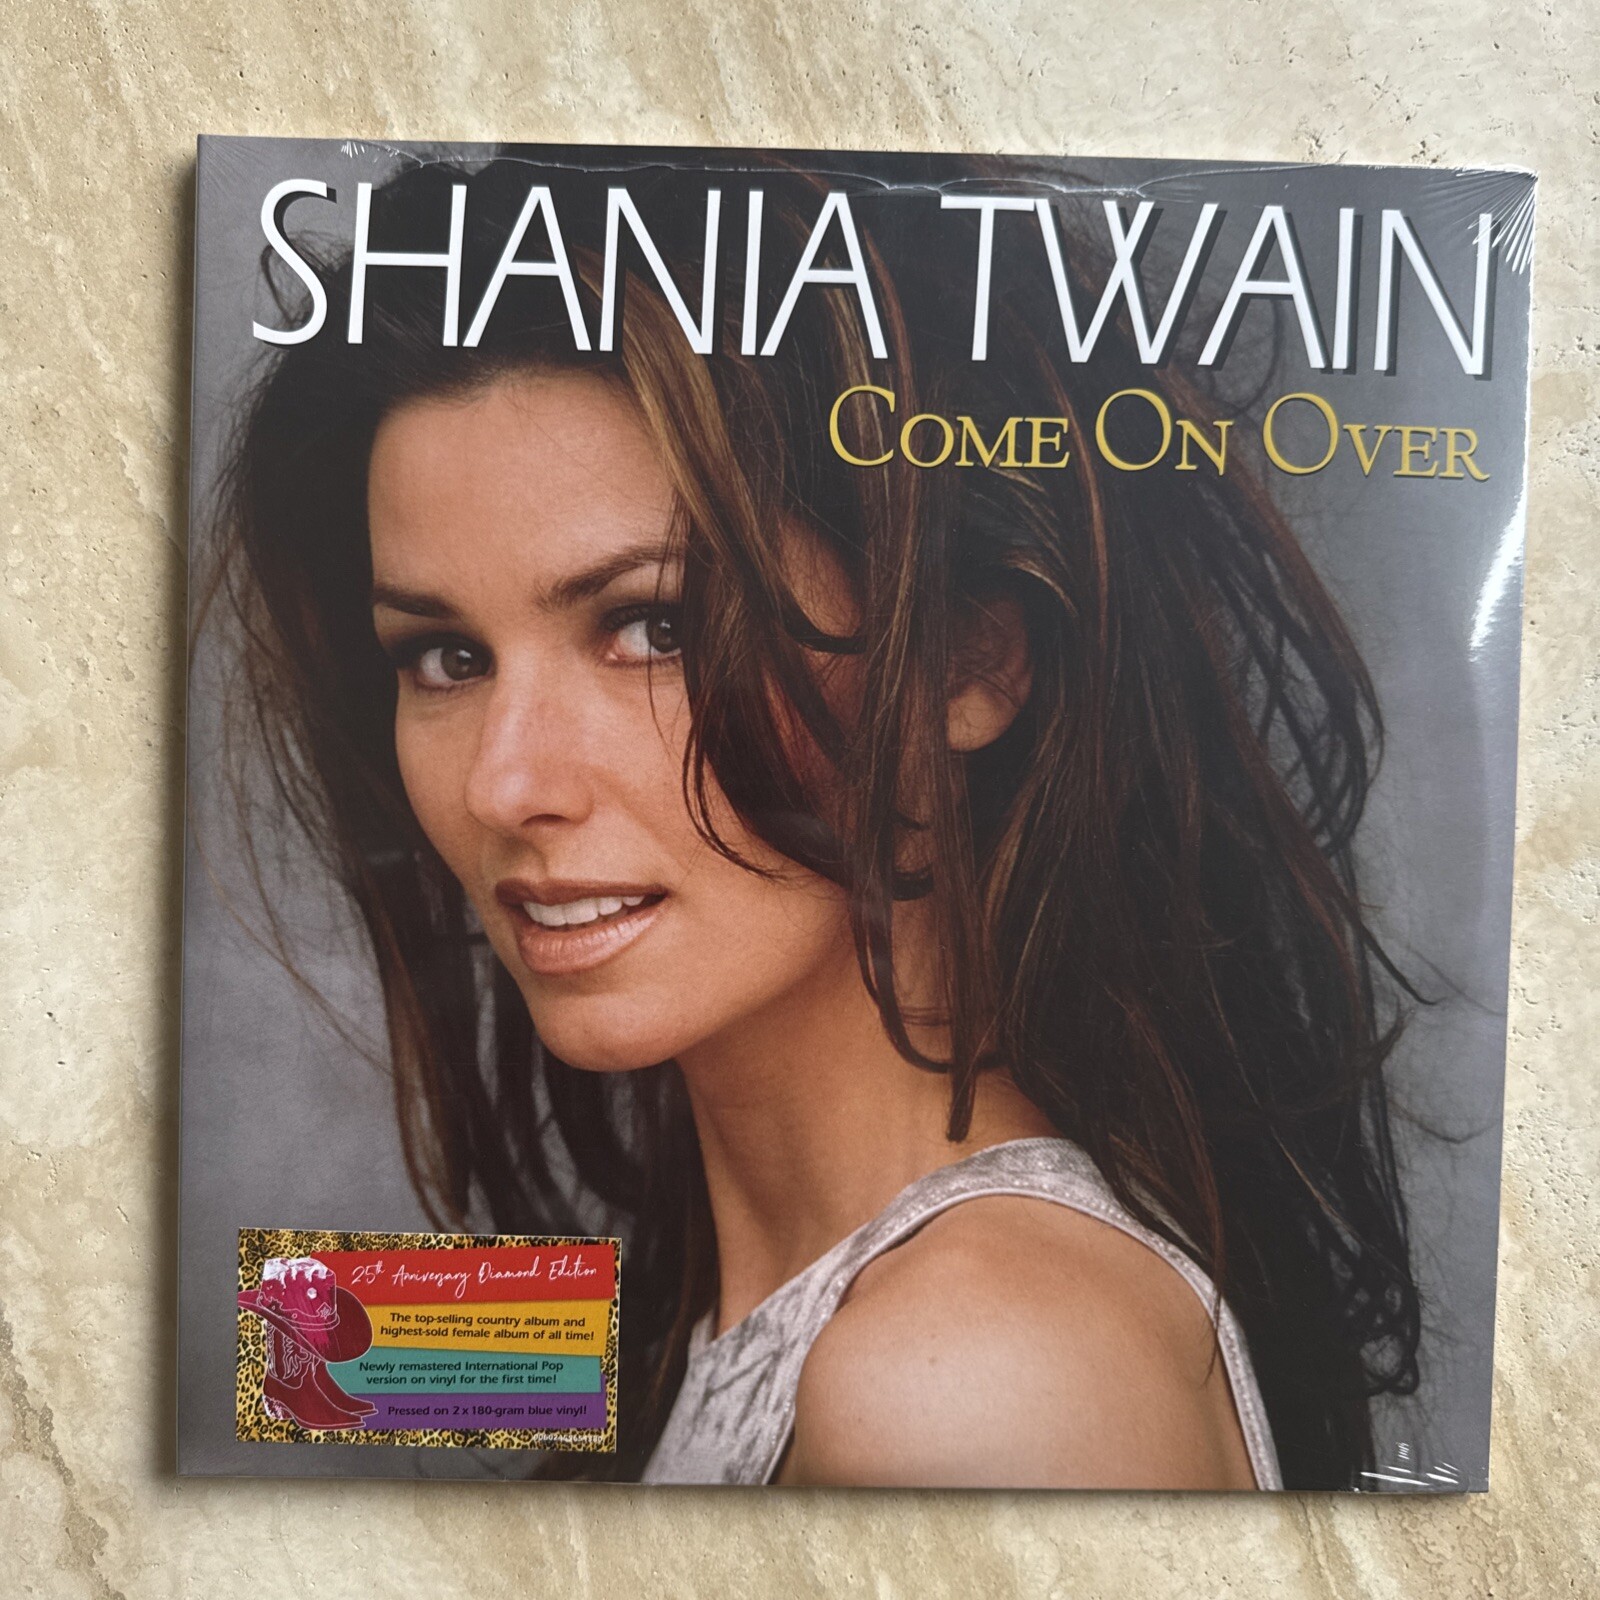 SHANIA TWAIN
COME ON OVER
25th Anniversary Diamond Edition
The top-selling country album and
highest-sold female album of all time!
Newly remastered International Pop
version on vinyl for the first time!
Pressed on 2 x 180-gram blue vinyl!